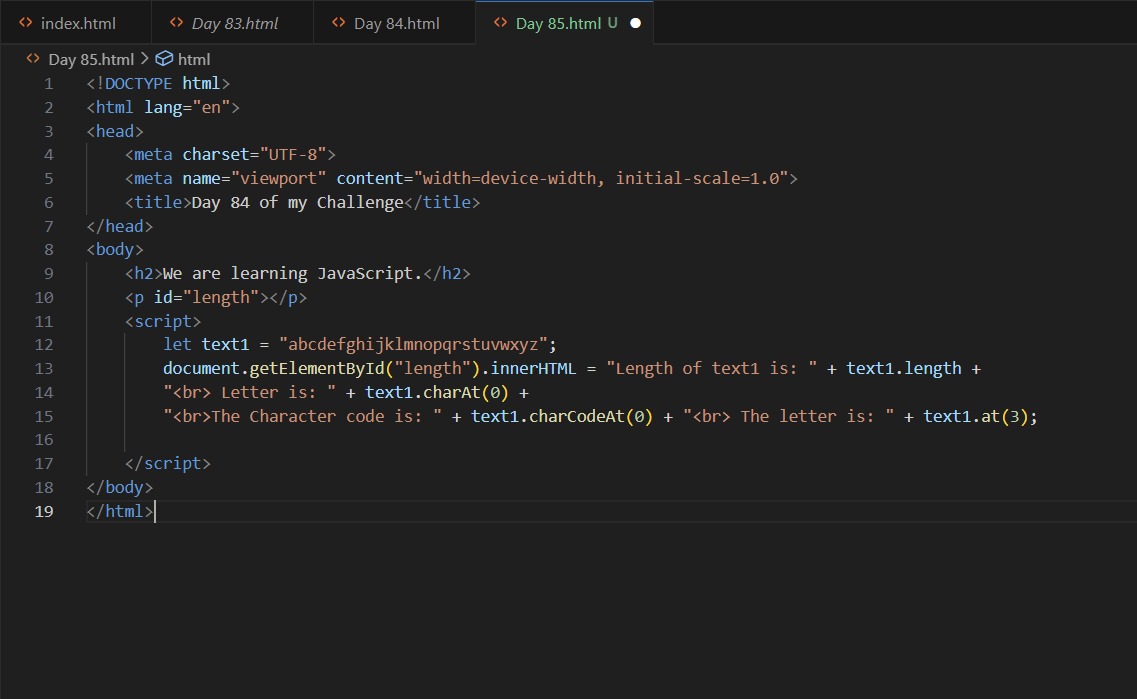 index.html Day 83.html Day 84.html Day 85.html U
Day 85.html > html
1 <!DOCTYPE html>
2 <html lang="en">
3 <head>
4     <meta charset="UTF-8">
5     <meta name="viewport" content="width=device-width, initial-scale=1.0">
6     <title>Day 84 of my Challenge</title>
7 </head>
8 <body>
9     <h2>We are learning JavaScript.</h2>
10     <p id="length"></p>
11     <script>
12         let text1 = "abcdefghijklmnopqrstuvwxyz";
13         document.getElementById("length").innerHTML = "Length of text1 is: " + text1.length +
14         "<br> Letter is: " + text1.charAt(0) +
15         "<br>The Character code is: " + text1.charCodeAt(0) + "<br> The letter is: " + text1.at(3);
16
17     </script>
18 </body>
19 </html>